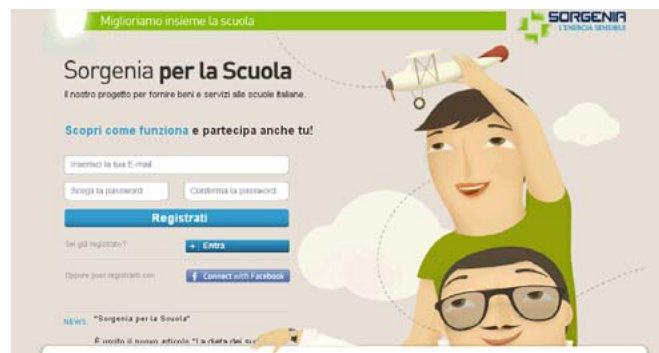 Miglioriamo insieme la scuola
SORGENIA
L'ENERGIA SENSIBILE
Sorgenia per la Scuola
Il nostro progetto per fornire beni e servizi alle scuole italiane.
Scopri come funziona e partecipa anche tu!
Inserisci la tua E-mail
Scegli la password
Conferma la password
Registrati
Sei già registrato?
Entra
Oppure puoi registrarti con
f Connect with Facebook
NEWS: "Sorgenia per la Scuola"
È uscito il nuovo articolo "La dieta dei